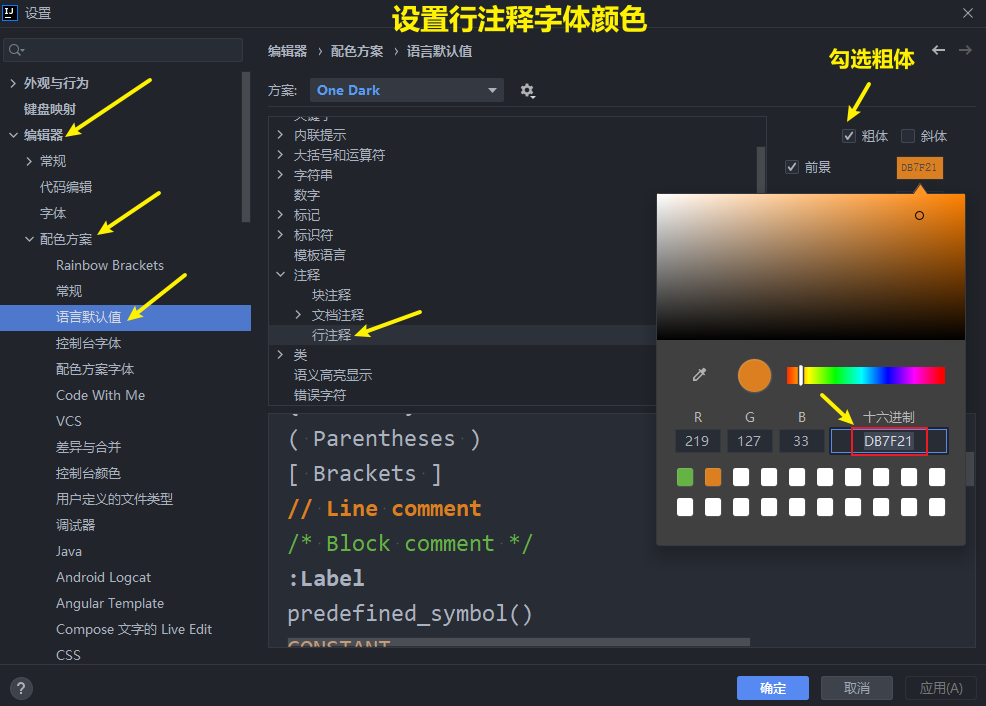 设置
设置行注释字体颜色
外观与行为
键盘映射
编辑器
常规
代码编辑
字体
配色方案
Rainbow Brackets
常规
语言默认值
控制台字体
配色方案字体
Code With Me
VCS
差异与合并
控制台颜色
用户定义的文件类型
调试器
Java
Android Logcat
Angular Template
Compose 文字的 Live Edit
CSS
编辑器 › 配色方案 › 语言默认值
勾选粗体
方案: One Dark
内联提示
大括号和运算符
字符串
数字
标记
标识符
模板语言
注释
块注释
文档注释
行注释
类
语义高亮显示
错误字符
粗体 斜体
前景 DB7F21
R G B 十六进制
219 127 33 DB7F21
( Parentheses )
[ Brackets ]
// Line comment
/* Block comment */
:Label
predefined_symbol()
CONSTANT
? 确定 取消 应用(A)